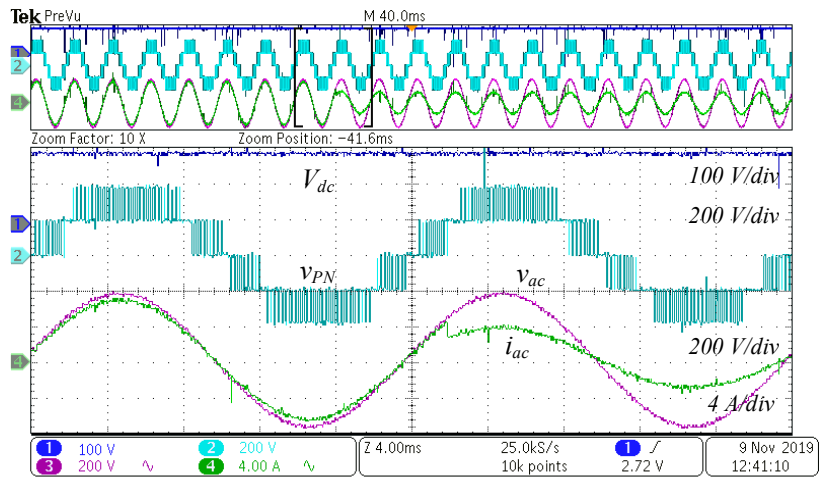 Tek PreVu M 40.0ms
1
2
4
Zoom Factor: 10 X Zoom Position: −41.6ms
Vdc 100 V/div
1 200 V/div
2
vPN vac
4 iac 200 V/div
4 A/div
1 100 V 2 200 V Z 4.00ms 25.0kS/s 1 9 Nov 2019
3 200 V 4 4.00 A 10k points 2.72 V 12:41:10